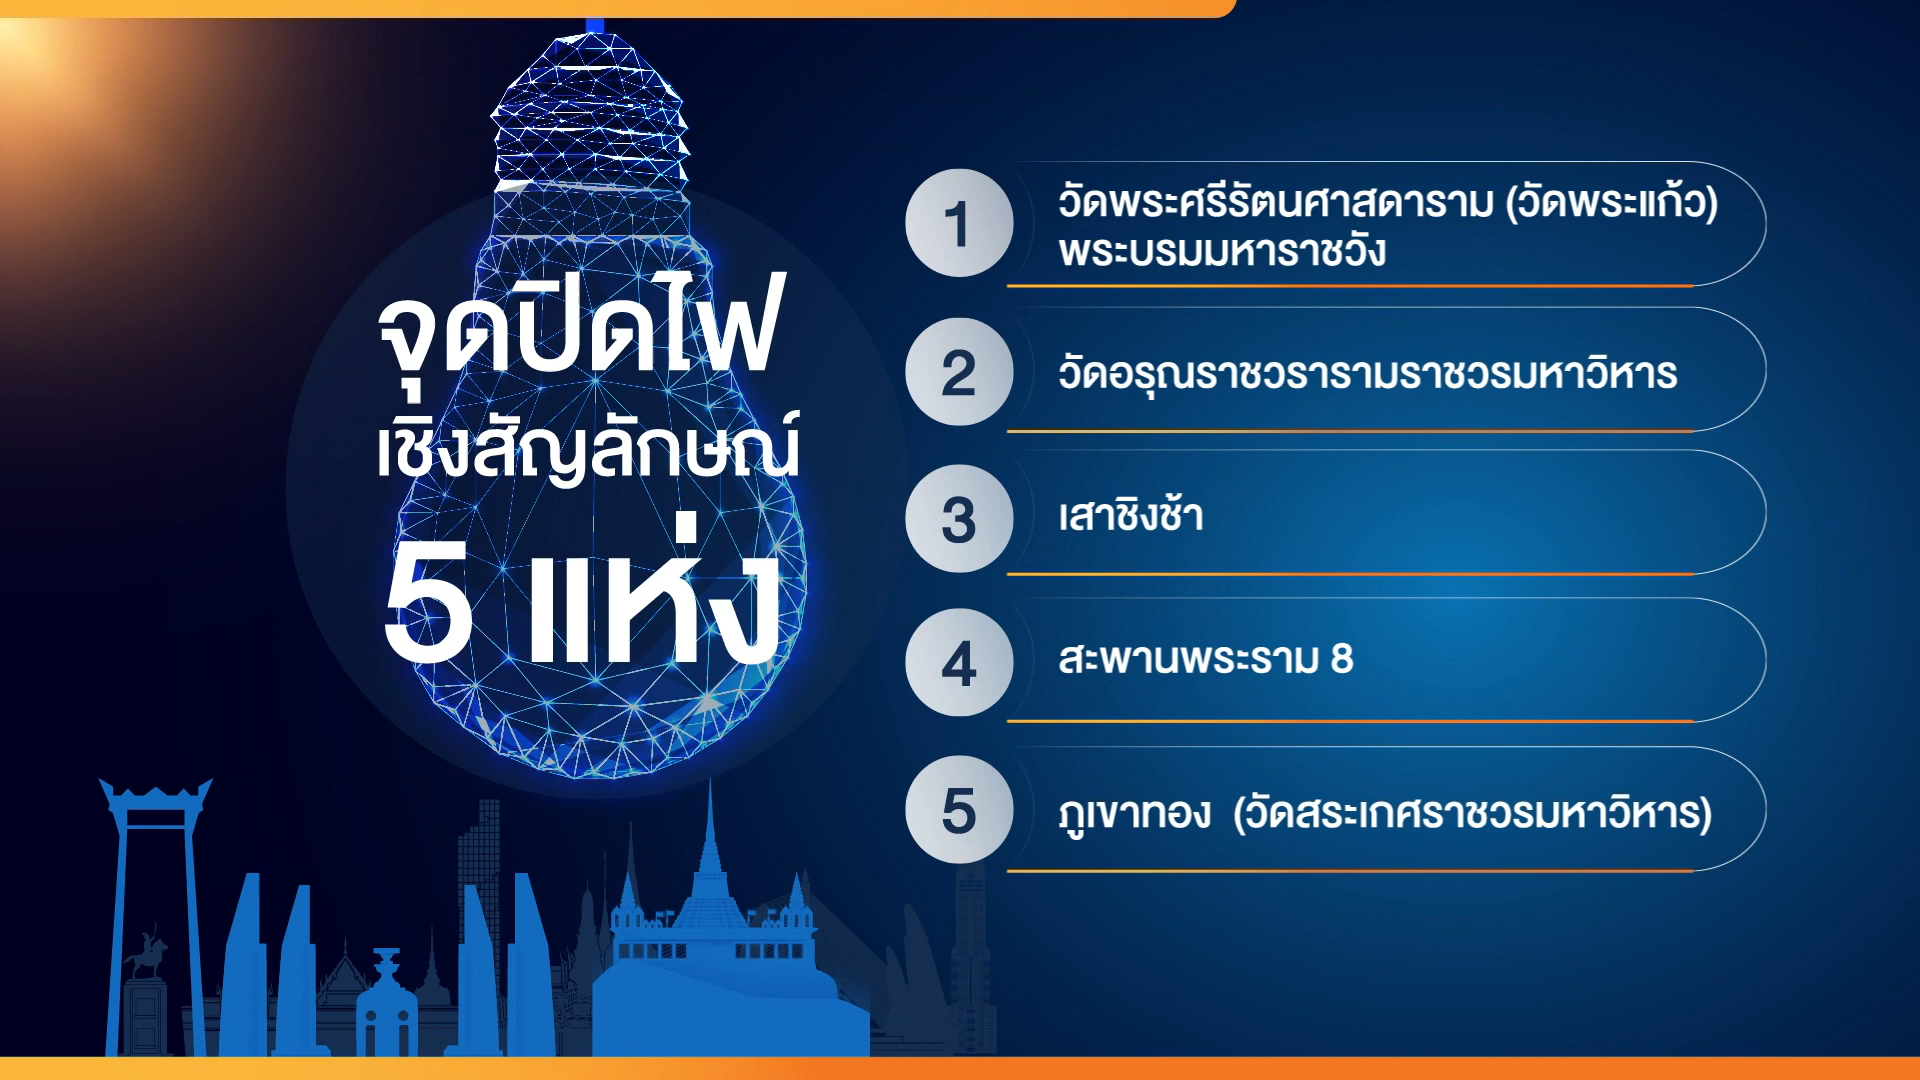 จุดปิดไฟ
เชิงสัญลักษณ์
5 แห่ง
1
วัดพระศรีรัตนศาสดาราม (วัดพระแก้ว)
พระบรมมหาราชวัง
2
วัดอรุณราชวรารามราชวรมหาวิหาร
3
เสาชิงช้า
4
สะพานพระราม 8
5
ภูเขาทอง (วัดสระเกศราชวรมหาวิหาร)